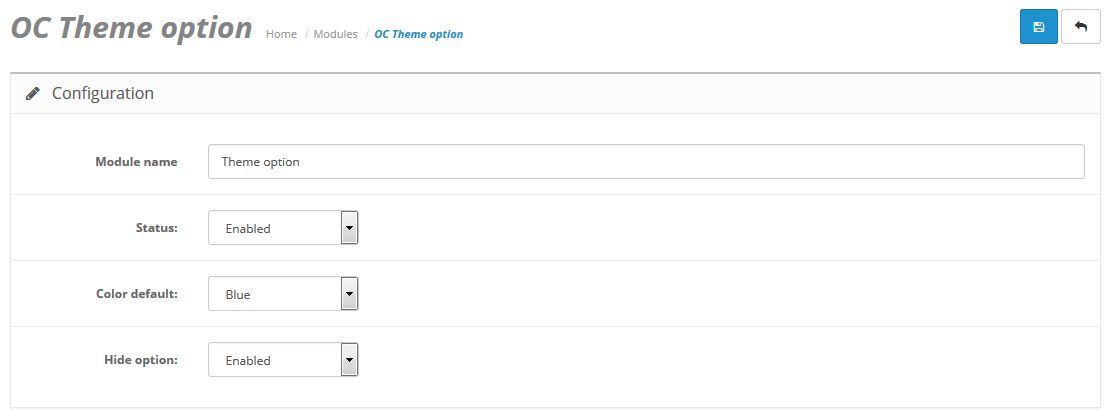 OC Theme option Home / Modules / OC Theme option
Configuration
Module name Theme option
Status: Enabled
Color default: Blue
Hide option: Enabled